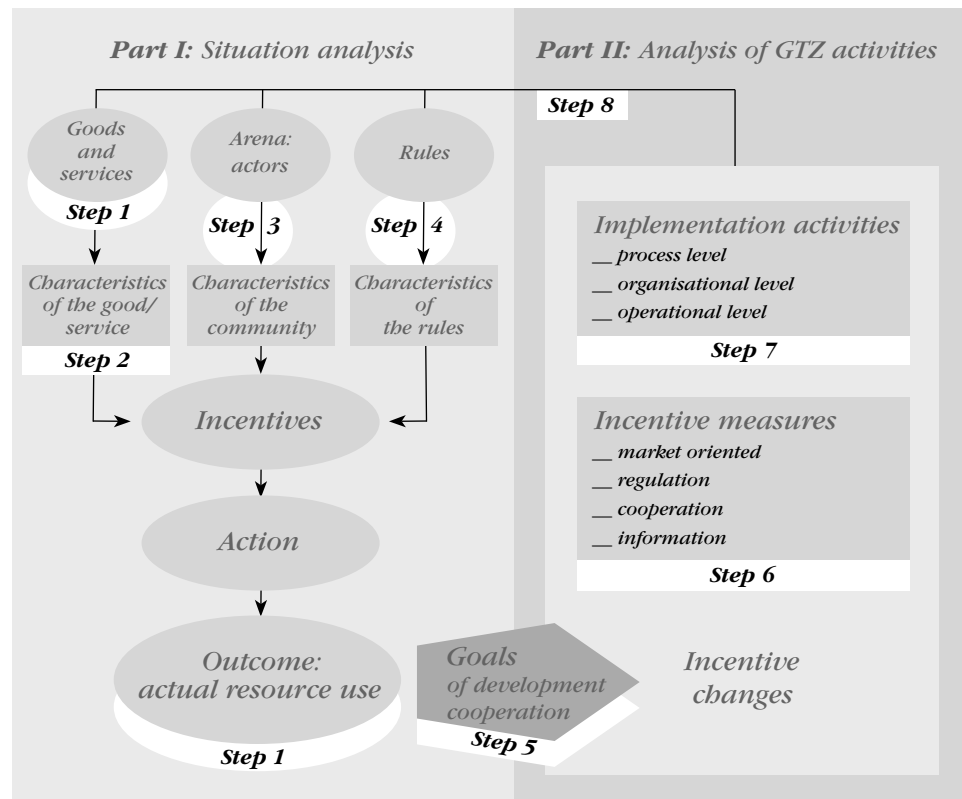 Part I: Situation analysis
Part II: Analysis of GTZ activities
Step 8
Goods
and
services
Step 1
Arena:
actors
Step 3
Rules
Step 4
Characteristics
of the good/
service
Step 2
Characteristics
of the
community
Characteristics
of
the rules
Incentives
Action
Outcome:
actual resource use
Step 1
Goals
of development
cooperation
Step 5
Implementation activities
__ process level
__ organisational level
__ operational level
Step 7
Incentive measures
__ market oriented
__ regulation
__ cooperation
__ information
Step 6
Incentive
changes